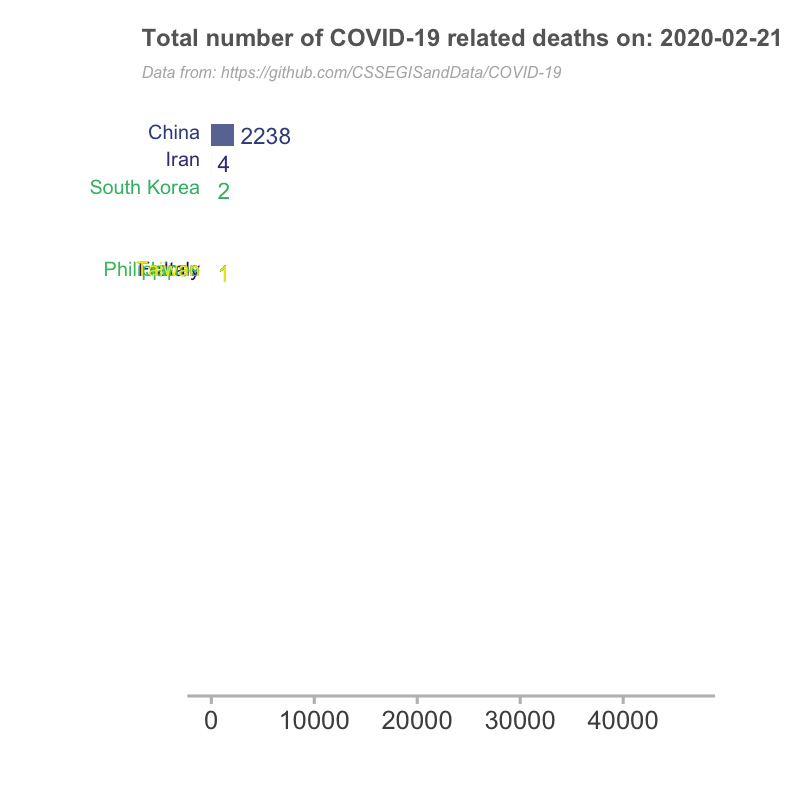 Total number of COVID-19 related deaths on: 2020-02-21
Data from: https://github.com/CSSEGISandData/COVID-19
China 2238
Iran 4
South Korea 2
1
0 10000 20000 30000 40000